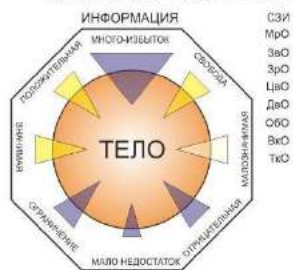 ИНФОРМАЦИЯ
МНОГО-ИЗБЫТОК
ПОЛОЖИТЕЛЬНАЯ
СВОБОДА
ЗНАЧИМАЯ
ТЕЛО
МАЛОЗНАЧИМАЯ
ОГРАНИЧЕНИЕ
МАЛО НЕДОСТАТОК
ОТРИЦАТЕЛЬНАЯ
СЗИ
МрО
ЗвО
ЗрО
ЦвО
ДвО
ОбО
ВкО
ТкО